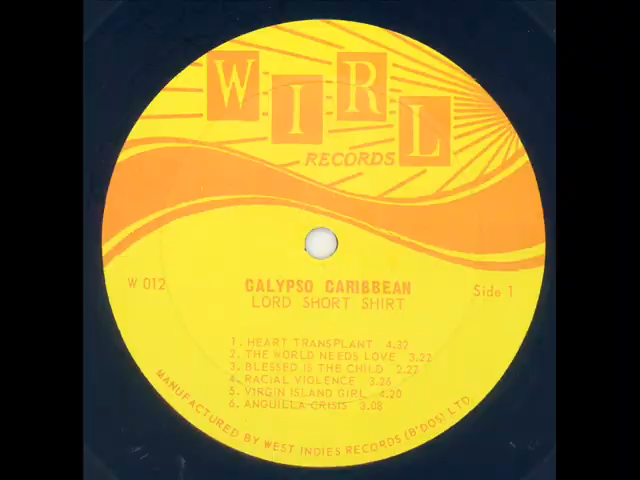 WIRL
RECORDS
W 012
CALYPSO CARIBBEAN
LORD SHORT SHIRT
Side 1
1. HEART TRANSPLANT 4.32
2. THE WORLD NEEDS LOVE 3.22
3. BLESSED IS THE CHILD 2.22
4. RACIAL VIOLENCE 3.26
5. VIRGIN ISLAND GIRL 4.20
6. ANGUILLA CRISIS 3.08
MANUFACTURED BY WEST INDIES RECORDS (B'DOS) LTD